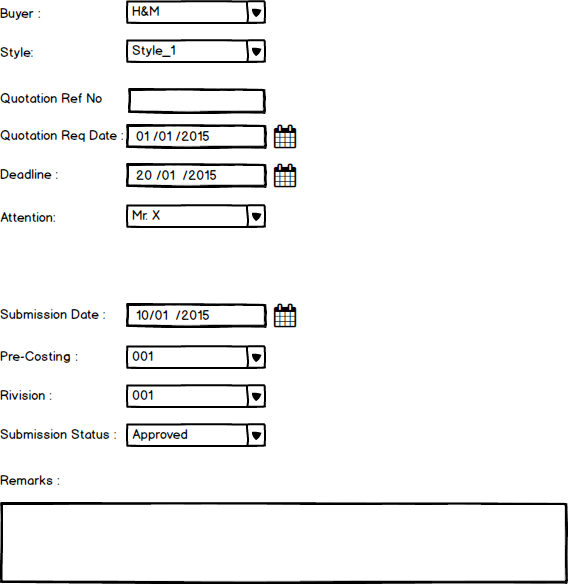 Buyer : H&M
Style: Style_1
Quotation Ref No
Quotation Req Date : 01 /01 /2015
Deadline : 20 /01 /2015
Attention: Mr. X
Submission Date : 10/01 /2015
Pre-Costing : 001
Rivision : 001
Submission Status : Approved
Remarks :